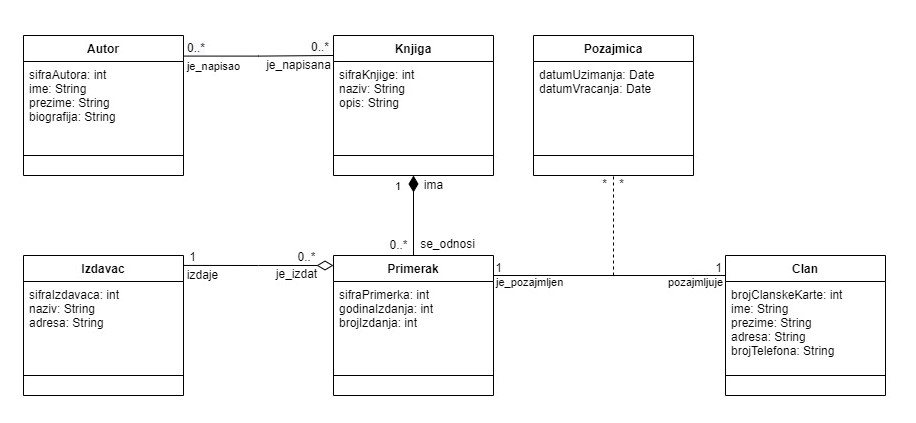 Autor
sifraAutora: int
ime: String
prezime: String
biografija: String
0..*
je_napisao
0..*
je_napisana
Knjiga
sifraKnjige: int
naziv: String
opis: String
Pozajmica
datumUzimanja: Date
datumVracanja: Date
1
ima
* *
0..*
se_odnosi
Izdavac
sifraIzdavaca: int
naziv: String
adresa: String
1
izdaje
0..*
je_izdat
Primerak
sifraPrimerka: int
godinaIzdanja: int
brojIzdanja: int
1
je_pozajmljen
1
pozajmljuje
Clan
brojClanskeKarte: int
ime: String
prezime: String
adresa: String
brojTelefona: String